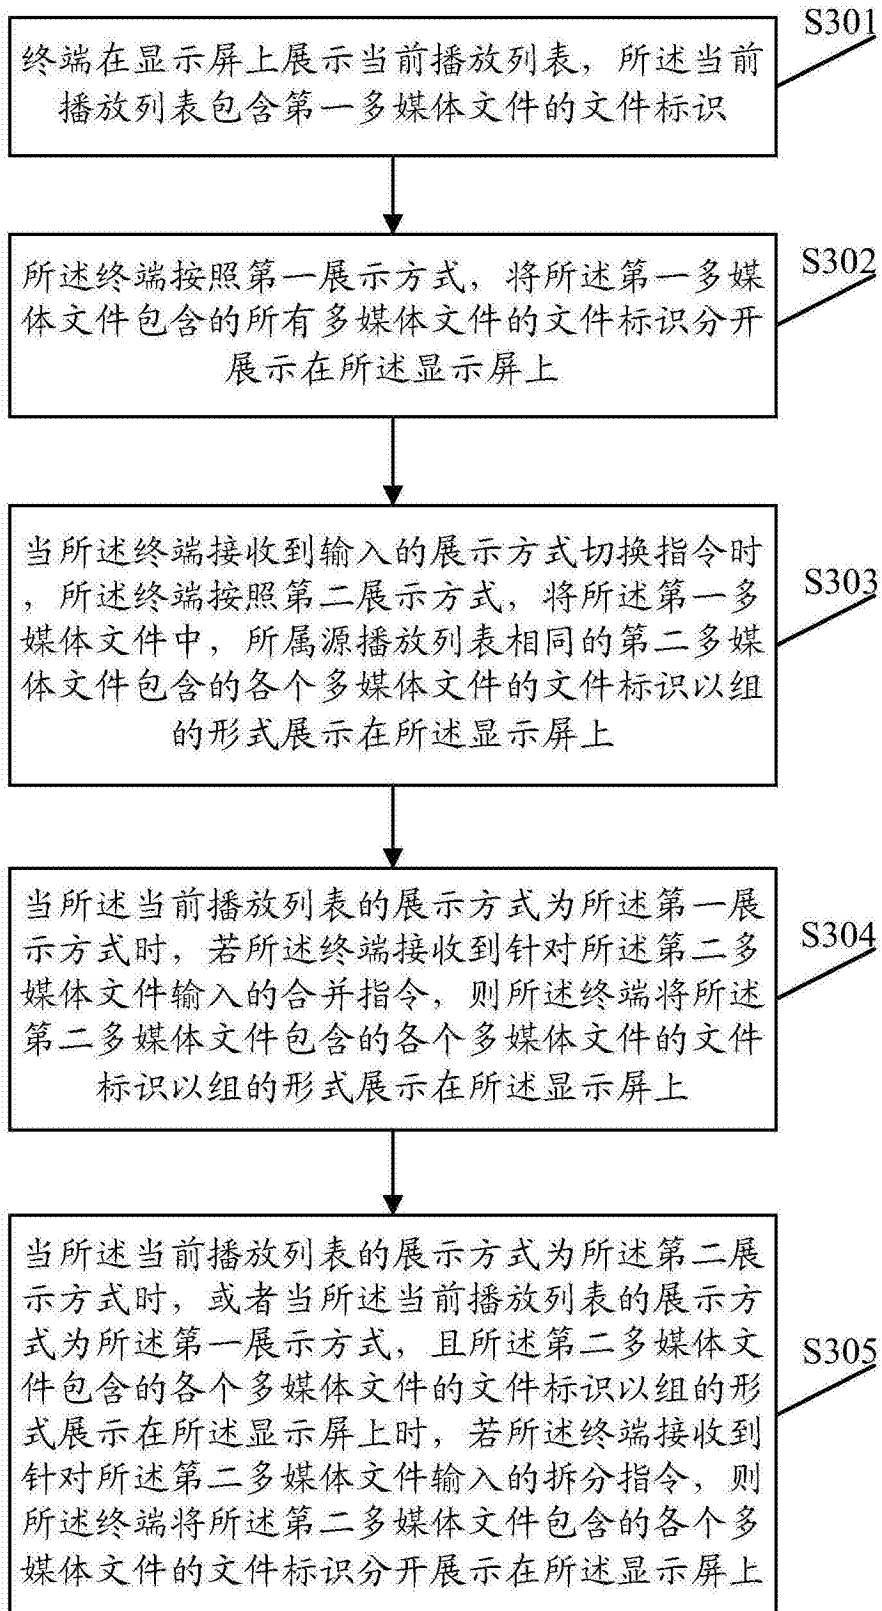 S301
终端在显示屏上展示当前播放列表，所述当前
播放列表包含第一多媒体文件的文件标识
S302
所述终端按照第一展示方式，将所述第一多媒
体文件包含的所有多媒体文件的文件标识分开
展示在所述显示屏上
S303
当所述终端接收到输入的展示方式切换指令时
，所述终端按照第二展示方式，将所述第一多
媒体文件中，所属源播放列表相同的第二多媒
体文件包含的各个多媒体文件的文件标识以组
的形式展示在所述显示屏上
S304
当所述当前播放列表的展示方式为所述第一展
示方式时，若所述终端接收到针对所述第二多
媒体文件输入的合并指令，则所述终端将所述
第二多媒体文件包含的各个多媒体文件的文件
标识以组的形式展示在所述显示屏上
S305
当所述当前播放列表的展示方式为所述第二展
示方式时，或者当所述当前播放列表的展示方
式为所述第一展示方式，且所述第二多媒体文
件包含的各个多媒体文件的文件标识以组的形
式展示在所述显示屏上时，若所述终端接收到
针对所述第二多媒体文件输入的拆分指令，则
所述终端将所述第二多媒体文件包含的各个多
媒体文件的文件标识分开展示在所述显示屏上